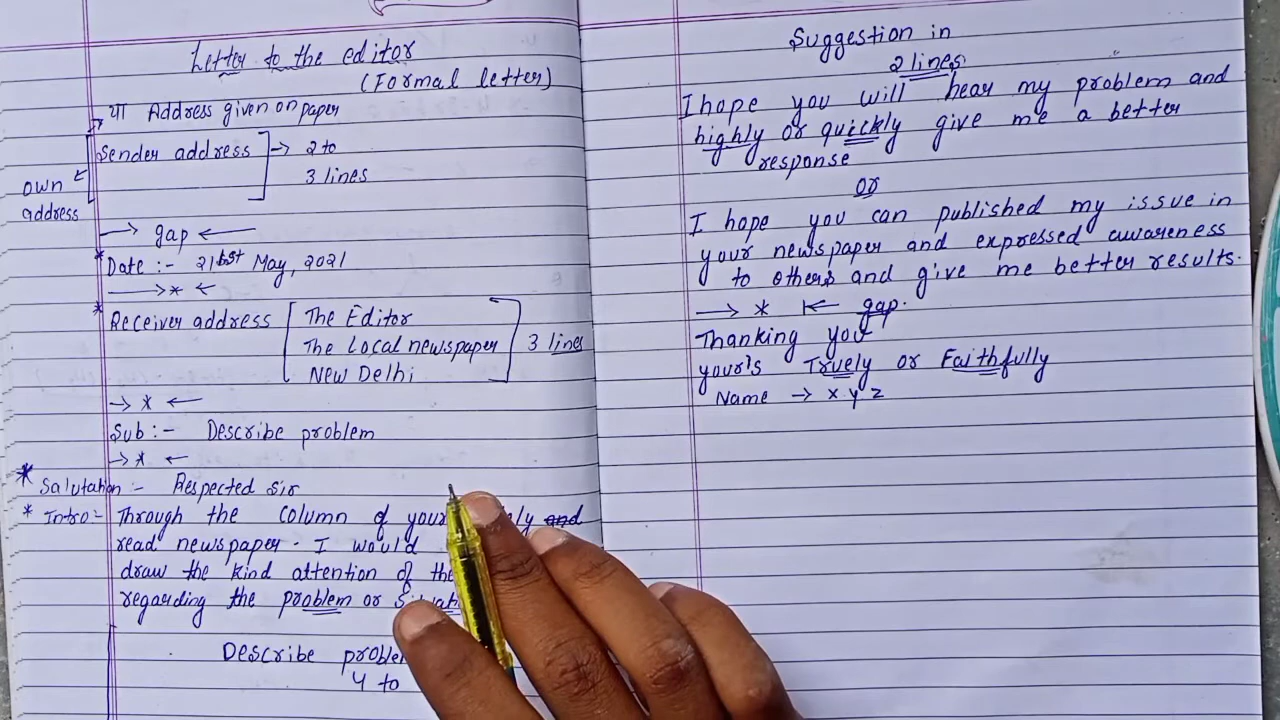 Letter to the editor
(Formal letter)
या Address given on paper
Sender address → 2 to
3 lines
own
address
→ gap ←
* Date :- 21st May, 2021
→ * ←
* Receiver address [ The Editor
The Local newspaper ] 3 lines
New Delhi
→ * ←
Sub :- Describe problem
→ * ←
* Salutation :- Respected Sir
* Intro :- Through the column of your
read newspaper. I would
draw the kind attention of the
regarding the problem or
Describe
4 to
Suggestion in
2 lines
I hope you will hear my problem and
highly or quickly give me a better
response
or
I hope you can published my issue in
your newspaper and expressed awareness
to others and give me better results.
→ * ← gap.
Thanking you
your's Truely or Faithfully
Name → x y z